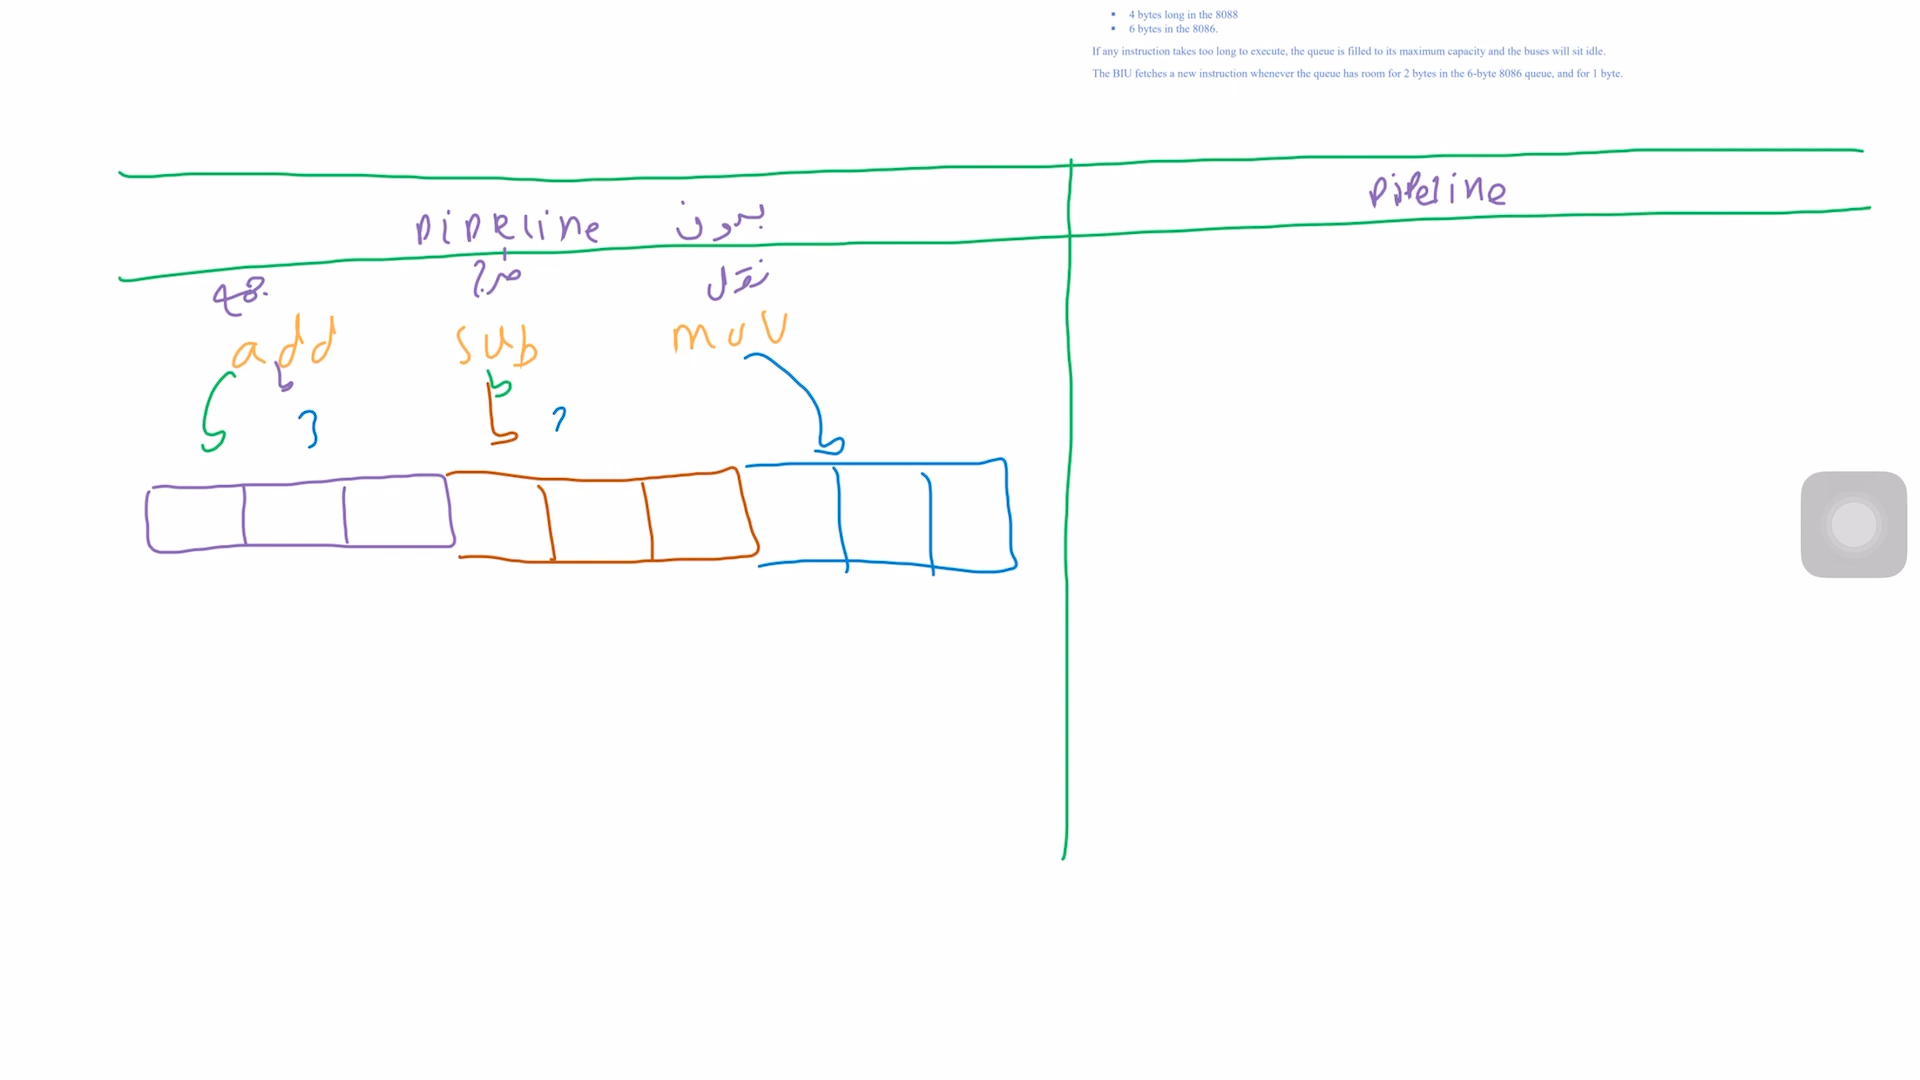 ▪ 4 bytes long in the 8088
▪ 6 bytes in the 8086.
If any instruction takes too long to execute, the queue is filled to its maximum capacity and the buses will sit idle.
The BIU fetches a new instruction whenever the queue has room for 2 bytes in the 6-byte 8086 queue, and for 1 byte.
بدون pipeline
pipeline
نقل
add sub mov